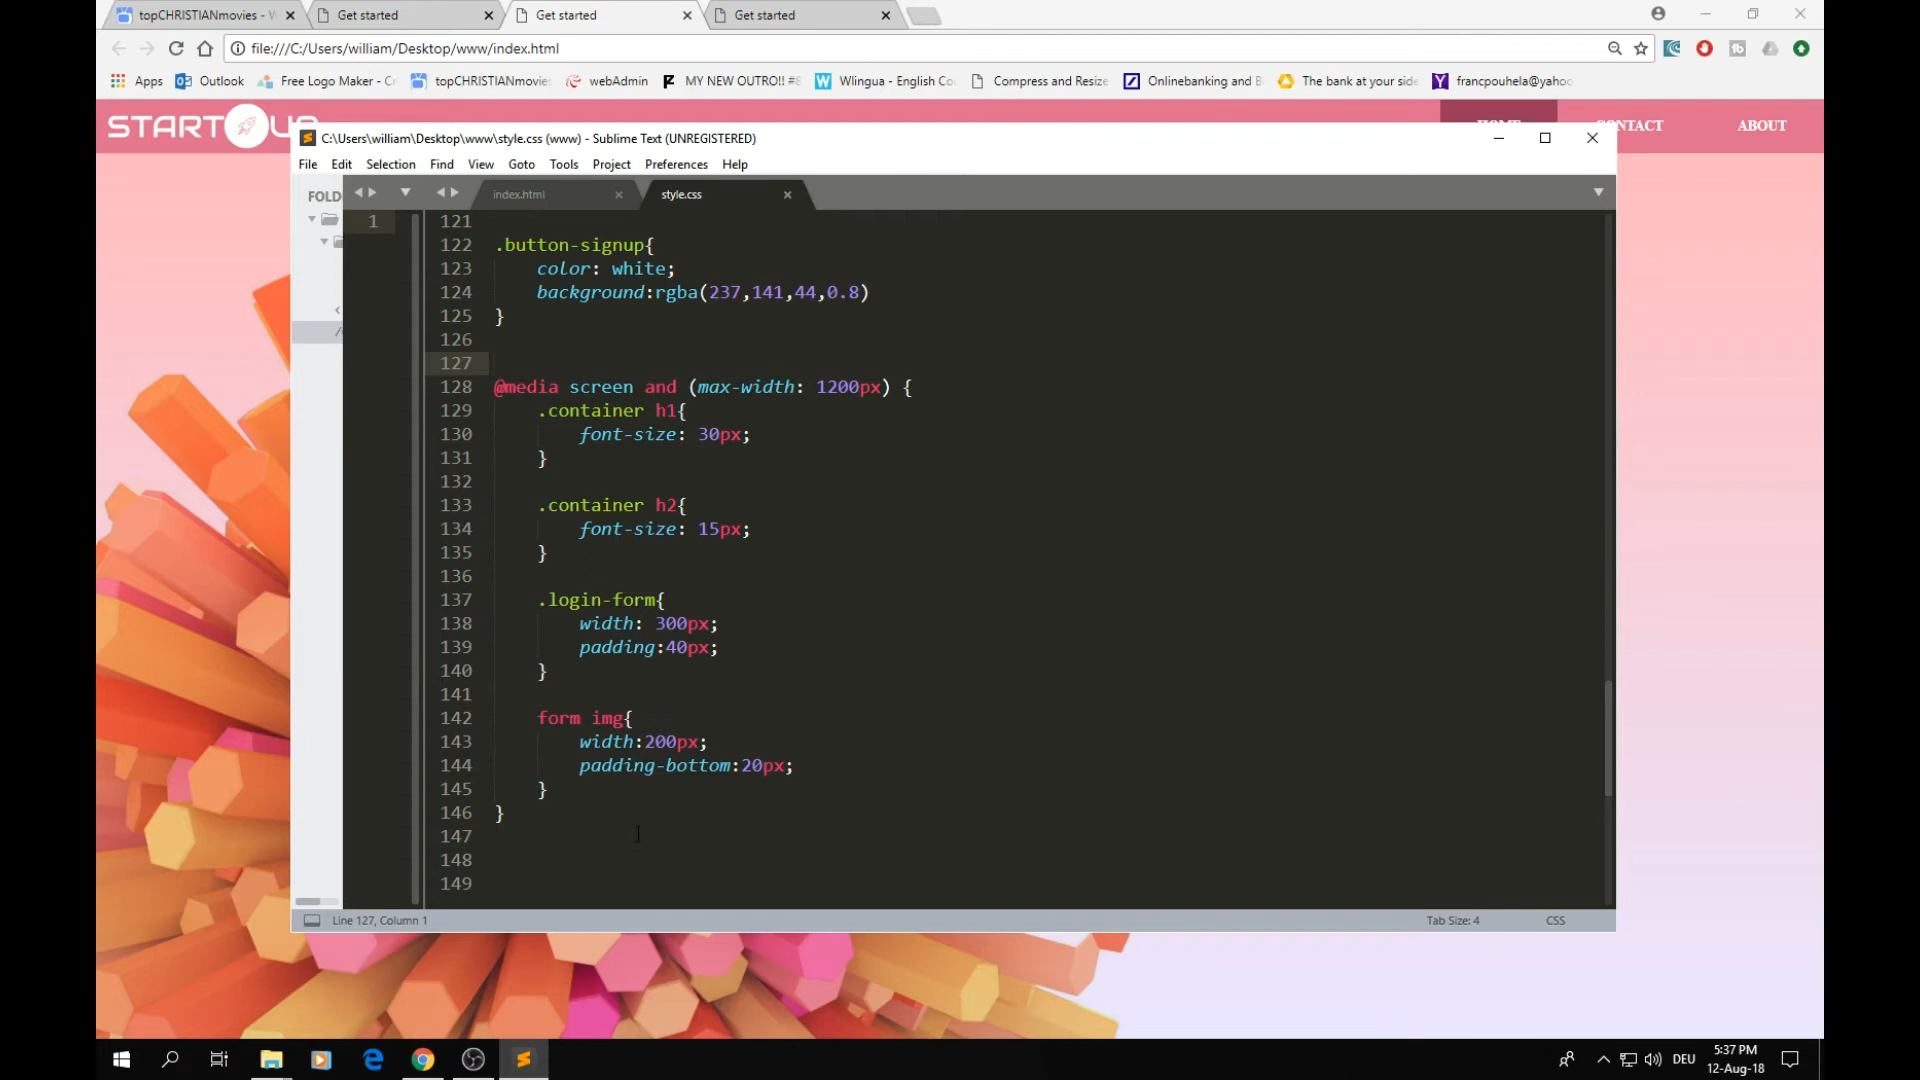 topCHRISTIANmovies - W
Get started
Get started
Get started
file:///C:/Users/william/Desktop/www/index.html
Apps
Outlook
Free Logo Maker - Cr
topCHRISTIANmovies
webAdmin
MY NEW OUTRO!! #8
Wlingua - English Co
Compress and Resize
Onlinebanking and B
The bank at your side
francpouhela@yahoo
START UP
HOME
CONTACT
ABOUT
C:\Users\william\Desktop\www\style.css (www) - Sublime Text (UNREGISTERED)
File Edit Selection Find View Goto Tools Project Preferences Help
FOLD
index.html
style.css
1
121
122 .button-signup{
123 color: white;
124 background:rgba(237,141,44,0.8)
125 }
126
127
128 @media screen and (max-width: 1200px) {
129 .container h1{
130 font-size: 30px;
131 }
132
133 .container h2{
134 font-size: 15px;
135 }
136
137 .login-form{
138 width: 300px;
139 padding:40px;
140 }
141
142 form img{
143 width:200px;
144 padding-bottom:20px;
145 }
146 }
147
148
149
Line 127, Column 1
Tab Size: 4
CSS
DEU
5:37 PM
12-Aug-18